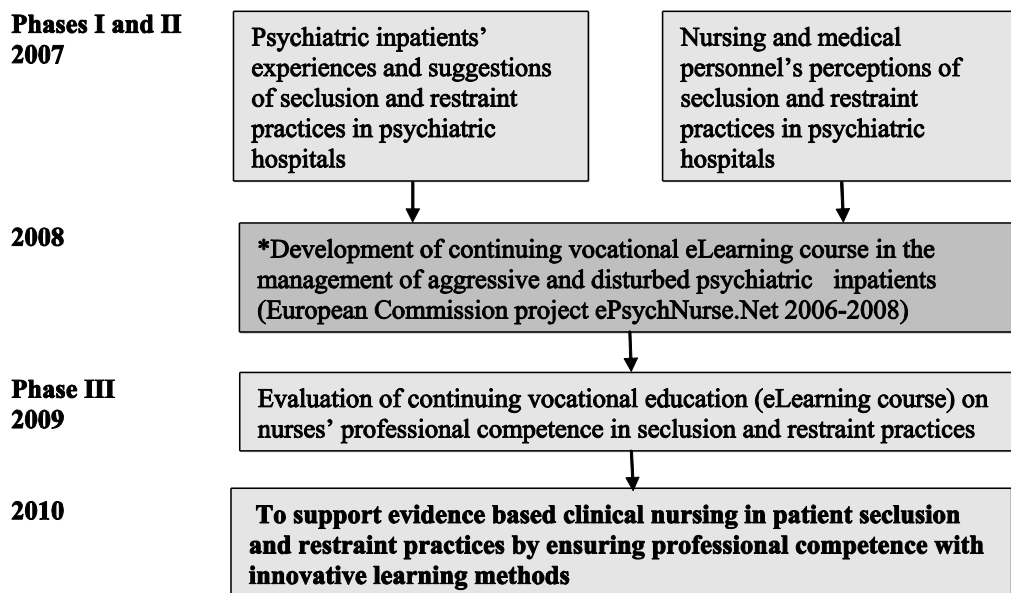 Phases I and II
2007
Psychiatric inpatients’
experiences and suggestions
of seclusion and restraint
practices in psychiatric
hospitals
Nursing and medical
personnel’s perceptions of
seclusion and restraint
practices in psychiatric
hospitals
2008
*Development of continuing vocational eLearning course in the
management of aggressive and disturbed psychiatric inpatients
(European Commission project ePsychNurse.Net 2006-2008)
Phase III
2009
Evaluation of continuing vocational education (eLearning course) on
nurses’ professional competence in seclusion and restraint practices
2010
To support evidence based clinical nursing in patient seclusion
and restraint practices by ensuring professional competence with
innovative learning methods